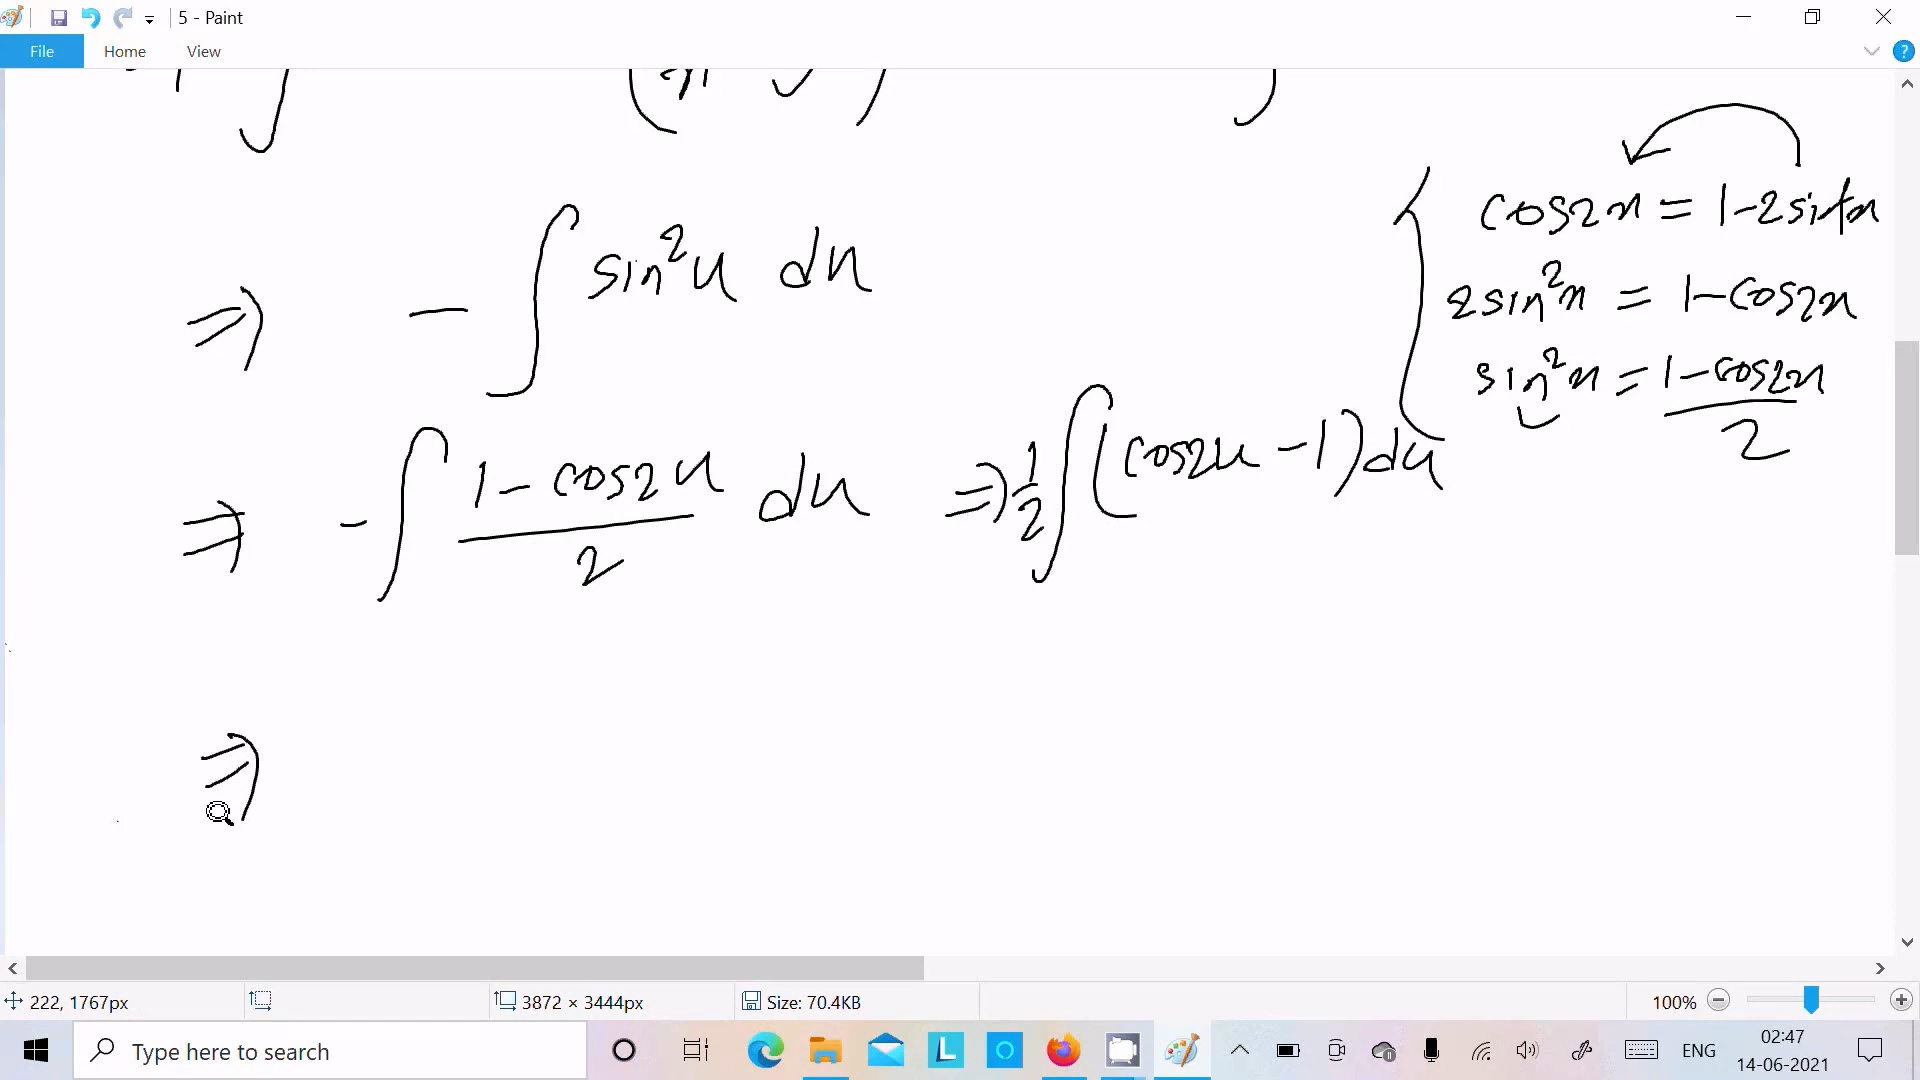 5 - Paint
File Home View
cos2x = 1-2sin²x
⇒ -∫ sin²u du
2sin²x = 1-cos2x
sin²x = (1-cos2x)/2
⇒ -∫ (1-cos2u)/2 du ⇒ 1/2 ∫ (cos2u -1) du
⇒
222, 1767px 3872 × 3444px Size: 70.4KB 100%
Type here to search
ENG
02:47
14-06-2021